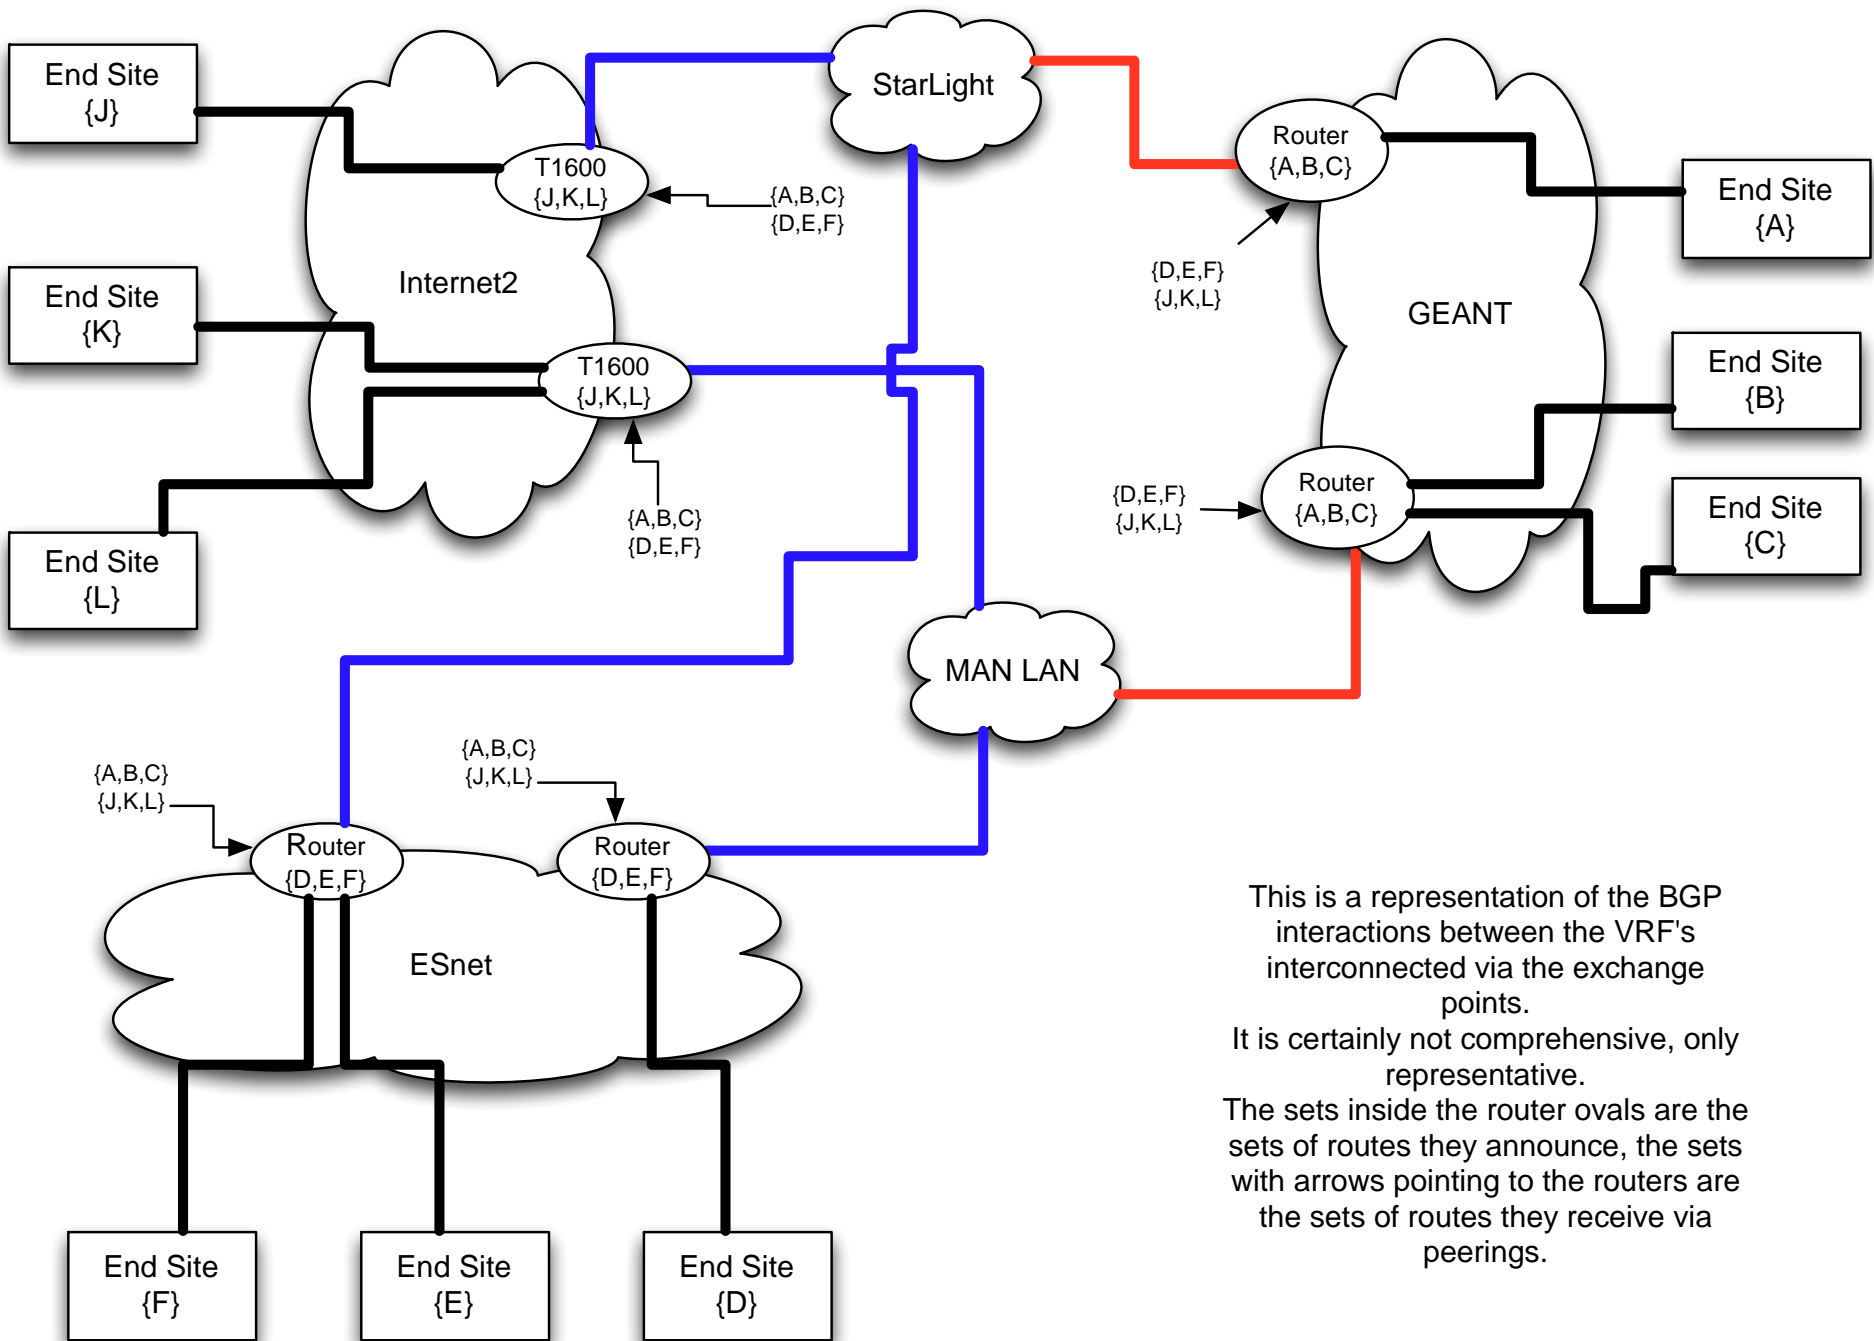 End Site
{J}
StarLight
Router
{A,B,C}
T1600
{J,K,L}
{A,B,C}
{D,E,F}
End Site
{A}
{D,E,F}
{J,K,L}
End Site
{K}
Internet2
GEANT
T1600
{J,K,L}
End Site
{B}
{A,B,C}
{D,E,F}
{D,E,F}
{J,K,L}
Router
{A,B,C}
End Site
{C}
End Site
{L}
MAN LAN
{A,B,C}
{J,K,L}
{A,B,C}
{J,K,L}
Router
{D,E,F}
Router
{D,E,F}
ESnet
This is a representation of the BGP
interactions between the VRF's
interconnected via the exchange
points.
It is certainly not comprehensive, only
representative.
The sets inside the router ovals are the
sets of routes they announce, the sets
with arrows pointing to the routers are
the sets of routes they receive via
peerings.
End Site
{F}
End Site
{E}
End Site
{D}